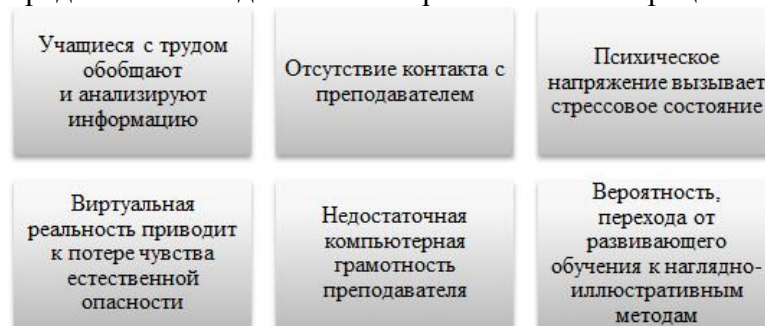 Учащиеся с трудом
обобщают
и анализируют
информацию
Отсутствие контакта с
преподавателем
Психическое
напряжение вызывает
стрессовое состояние
Виртуальная
реальность приводит
к потере чувства
естественной
опасности
Недостаточная
компьютерная
грамотность
преподавателя
Вероятность,
перехода от
развивающего
обучения к наглядно-
иллюстративным
методам